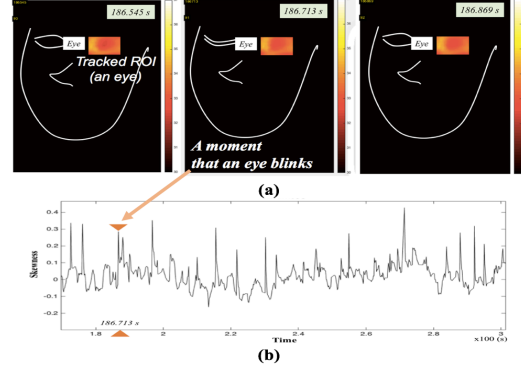 186.545 s
186.713 s
186.869 s
Eye
Eye
Eye
Tracked ROI
(an eye)
A moment
that an eye blinks
(a)
Skewness
0.4
0.3
0.2
0.1
0
-0.1
-0.2
1.8
2
2.2
2.4
2.6
2.8
3
186.713 s
Time
x100 (s)
(b)